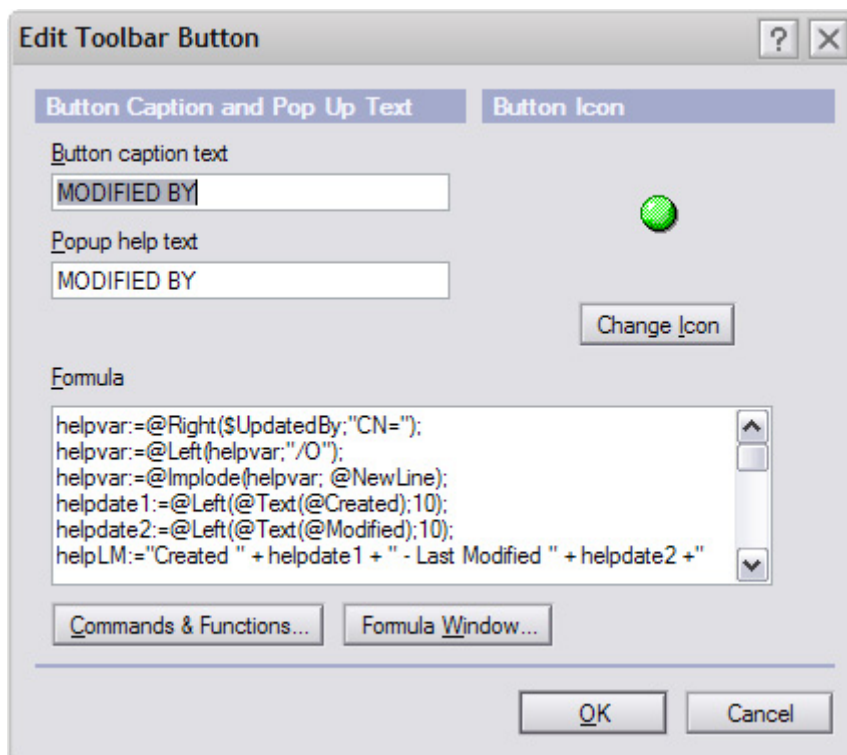 Edit Toolbar Button
Button Caption and Pop Up Text
Button Icon
Button caption text
MODIFIED BY
Popup help text
MODIFIED BY
Change Icon
Formula
helpvar:=@Right($UpdatedBy;"CN=");
helpvar:=@Left(helpvar;"/O");
helpvar:=@Implode(helpvar; @NewLine);
helpdate1:=@Left(@Text(@Created);10);
helpdate2:=@Left(@Text(@Modified);10);
helpLM:="Created " + helpdate1 + " - Last Modified " + helpdate2 +"
Commands & Functions...
Formula Window...
OK
Cancel